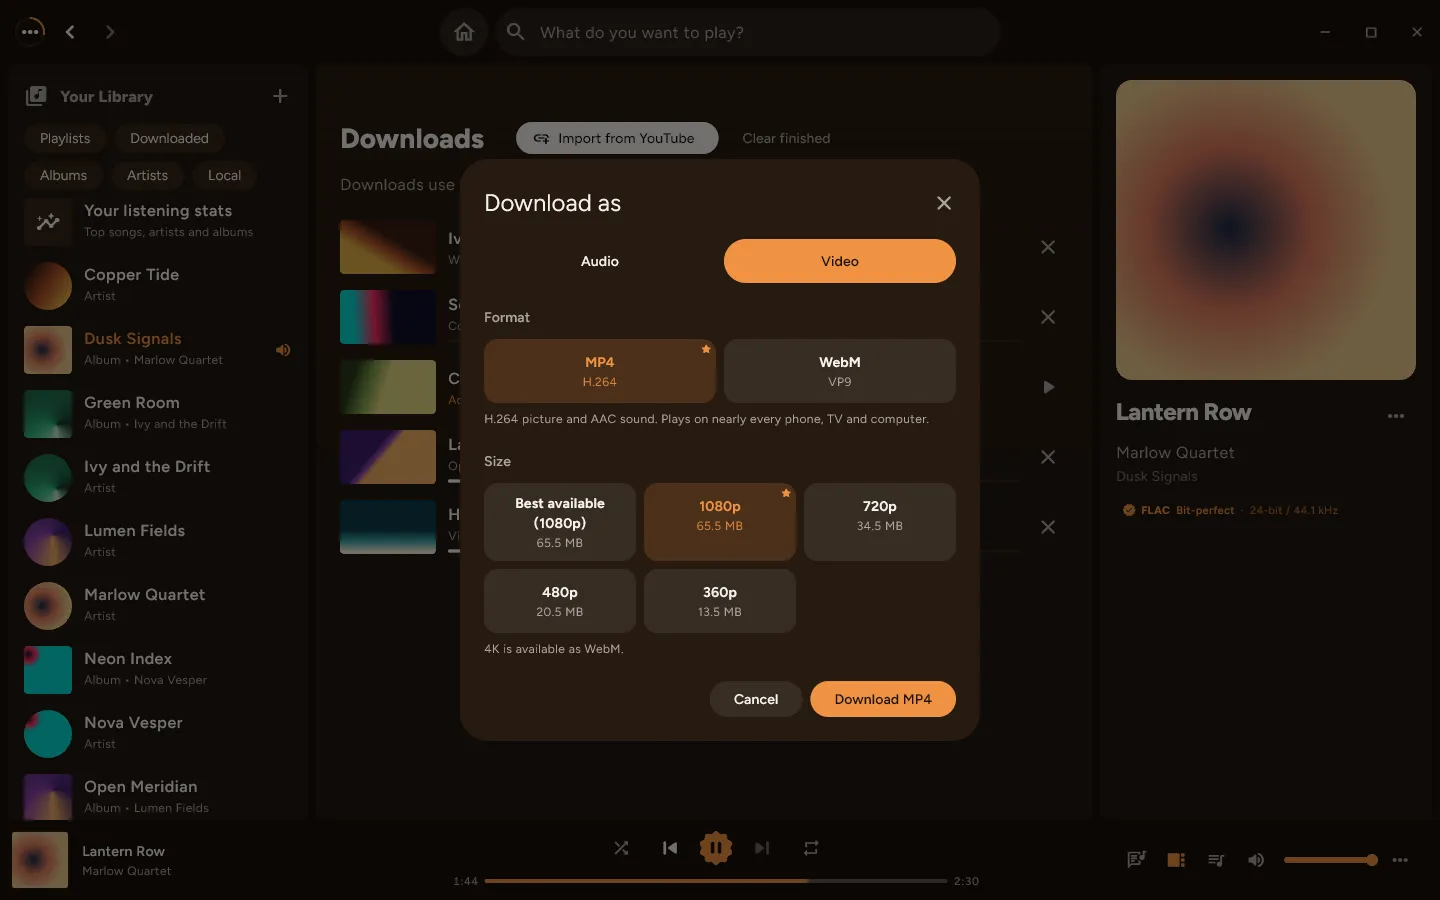 What do you want to play?
Your Library
Playlists
Downloaded
Albums
Artists
Local
Your listening stats
Top songs, artists and albums
Copper Tide
Artist
Dusk Signals
Album • Marlow Quartet
Green Room
Album • Ivy and the Drift
Ivy and the Drift
Artist
Lumen Fields
Artist
Marlow Quartet
Artist
Neon Index
Album • Nova Vesper
Nova Vesper
Artist
Open Meridian
Album • Lumen Fields
Downloads
Import from YouTube
Clear finished
Downloads use
Download as
Audio
Video
Format
MP4
H.264
WebM
VP9
H.264 picture and AAC sound. Plays on nearly every phone, TV and computer.
Size
Best available
(1080p)
65.5 MB
1080p
65.5 MB
720p
34.5 MB
480p
20.5 MB
360p
13.5 MB
4K is available as WebM.
Cancel
Download MP4
Lantern Row
Marlow Quartet
Dusk Signals
FLAC Bit-perfect · 24-bit / 44.1 kHz
Lantern Row
Marlow Quartet
1:44
2:30